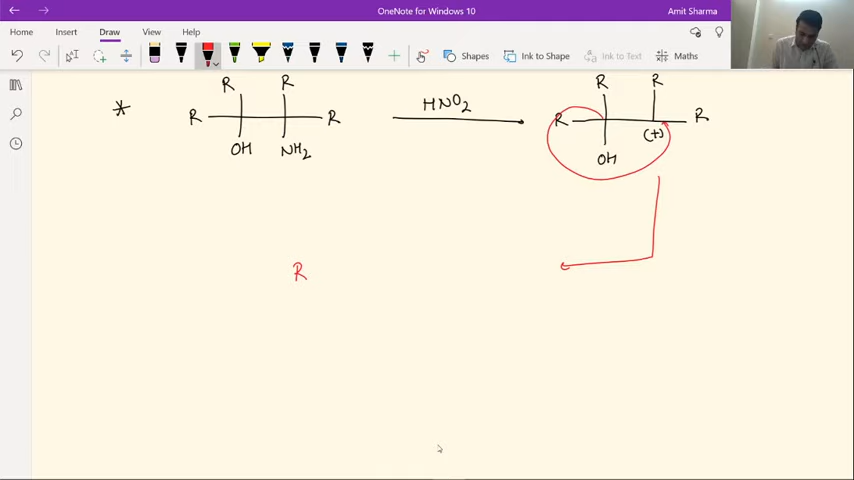 OneNote for Windows 10
Amit Sharma
Home Insert Draw View Help
Shapes Ink to Shape Ink to Text Maths
R R R R
* R R HNO2 R R
OH NH2 (+) OH
R